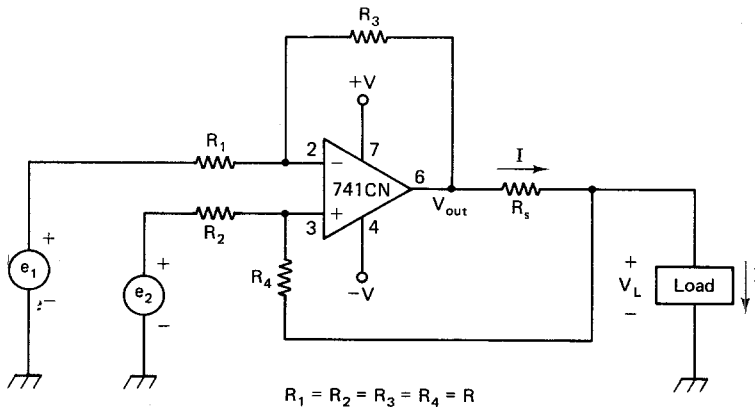 R3
+V
R1
2
−
7
741CN
6
I
Vout
Rs
R2
3
+
4
R4
−V
+
e1
−
+
e2
−
+
VL
−
Load
R1 = R2 = R3 = R4 = R